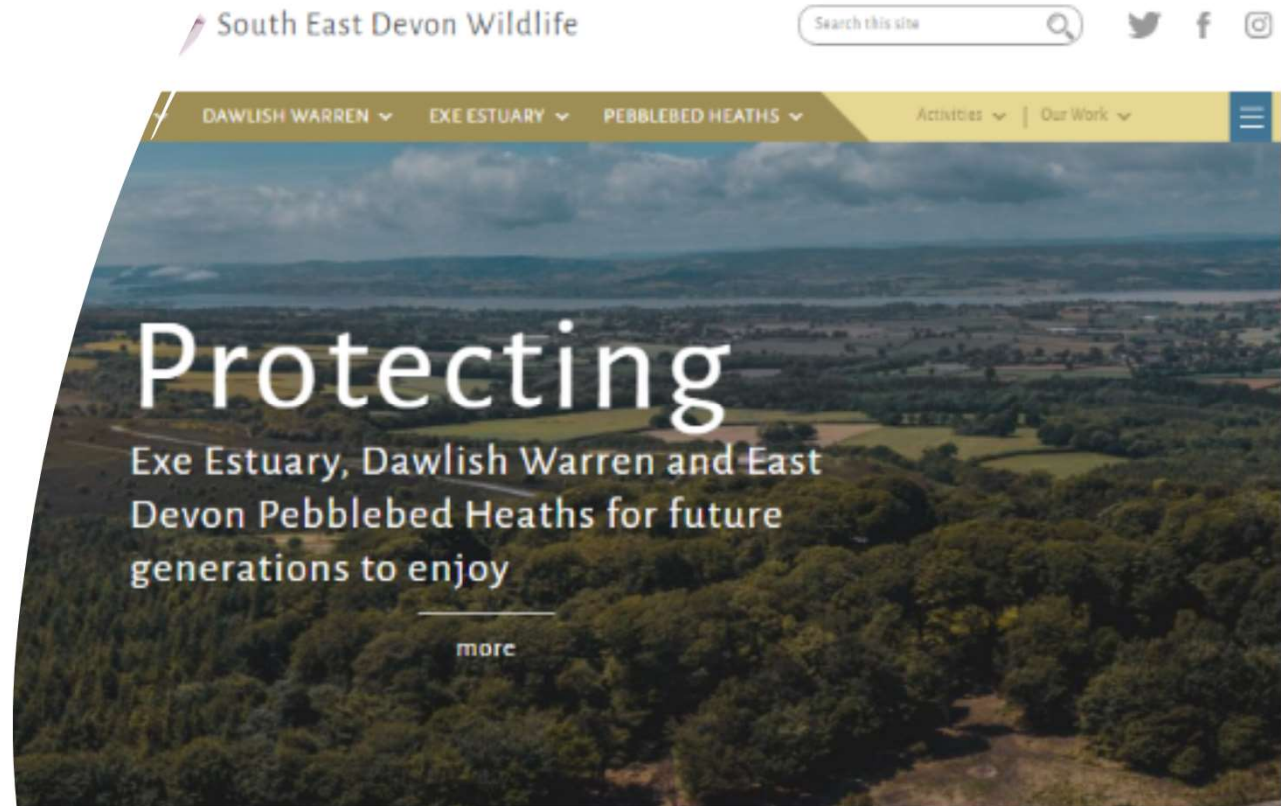 South East Devon Wildlife
Search this site
DAWLISH WARREN EXE ESTUARY PEBBLEBED HEATHS Activities | Our Work
Protecting
Exe Estuary, Dawlish Warren and East
Devon Pebblebed Heaths for future
generations to enjoy
more